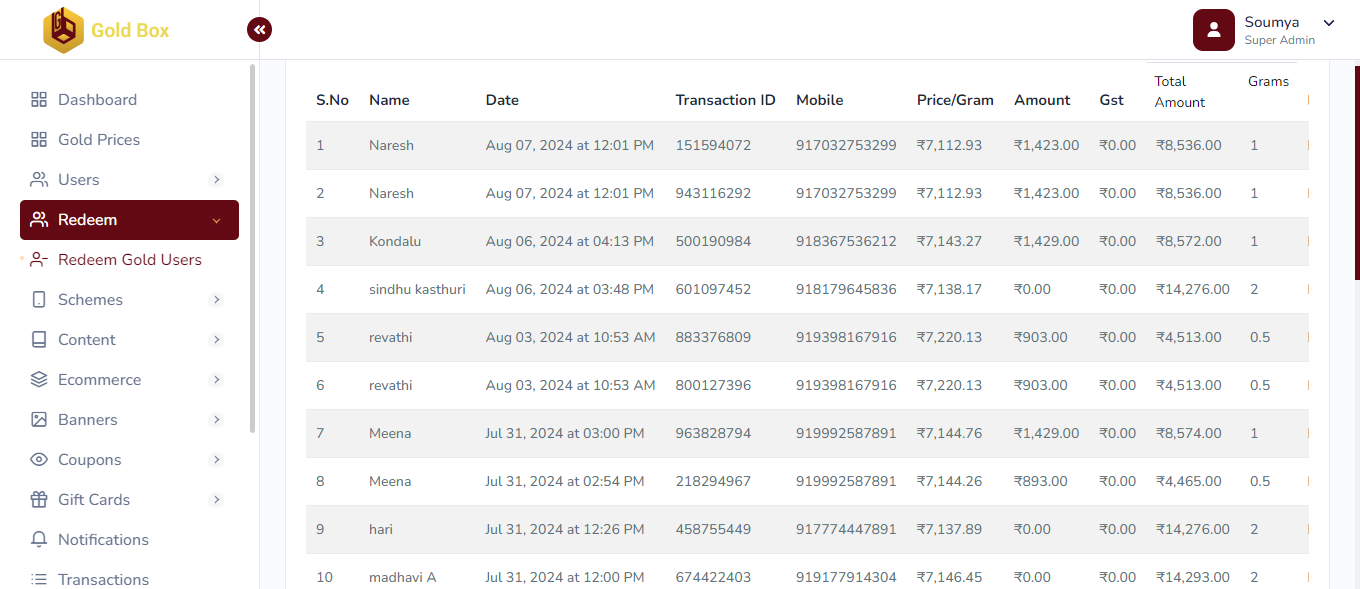 Gold Box
Soumya
Super Admin
Dashboard
Gold Prices
Users
Redeem
Redeem Gold Users
Schemes
Content
Ecommerce
Banners
Coupons
Gift Cards
Notifications
Transactions
S.No Name Date Transaction ID Mobile Price/Gram Amount Gst Total Amount Grams
1 Naresh Aug 07, 2024 at 12:01 PM 151594072 917032753299 ₹7,112.93 ₹1,423.00 ₹0.00 ₹8,536.00 1
2 Naresh Aug 07, 2024 at 12:01 PM 943116292 917032753299 ₹7,112.93 ₹1,423.00 ₹0.00 ₹8,536.00 1
3 Kondalu Aug 06, 2024 at 04:13 PM 500190984 918367536212 ₹7,143.27 ₹1,429.00 ₹0.00 ₹8,572.00 1
4 sindhu kasthuri Aug 06, 2024 at 03:48 PM 601097452 918179645836 ₹7,138.17 ₹0.00 ₹0.00 ₹14,276.00 2
5 revathi Aug 03, 2024 at 10:53 AM 883376809 919398167916 ₹7,220.13 ₹903.00 ₹0.00 ₹4,513.00 0.5
6 revathi Aug 03, 2024 at 10:53 AM 800127396 919398167916 ₹7,220.13 ₹903.00 ₹0.00 ₹4,513.00 0.5
7 Meena Jul 31, 2024 at 03:00 PM 963828794 919992587891 ₹7,144.76 ₹1,429.00 ₹0.00 ₹8,574.00 1
8 Meena Jul 31, 2024 at 02:54 PM 218294967 919992587891 ₹7,144.26 ₹893.00 ₹0.00 ₹4,465.00 0.5
9 hari Jul 31, 2024 at 12:26 PM 458755449 917774447891 ₹7,137.89 ₹0.00 ₹0.00 ₹14,276.00 2
10 madhavi A Jul 31, 2024 at 12:00 PM 674422403 919177914304 ₹7,146.45 ₹0.00 ₹0.00 ₹14,293.00 2